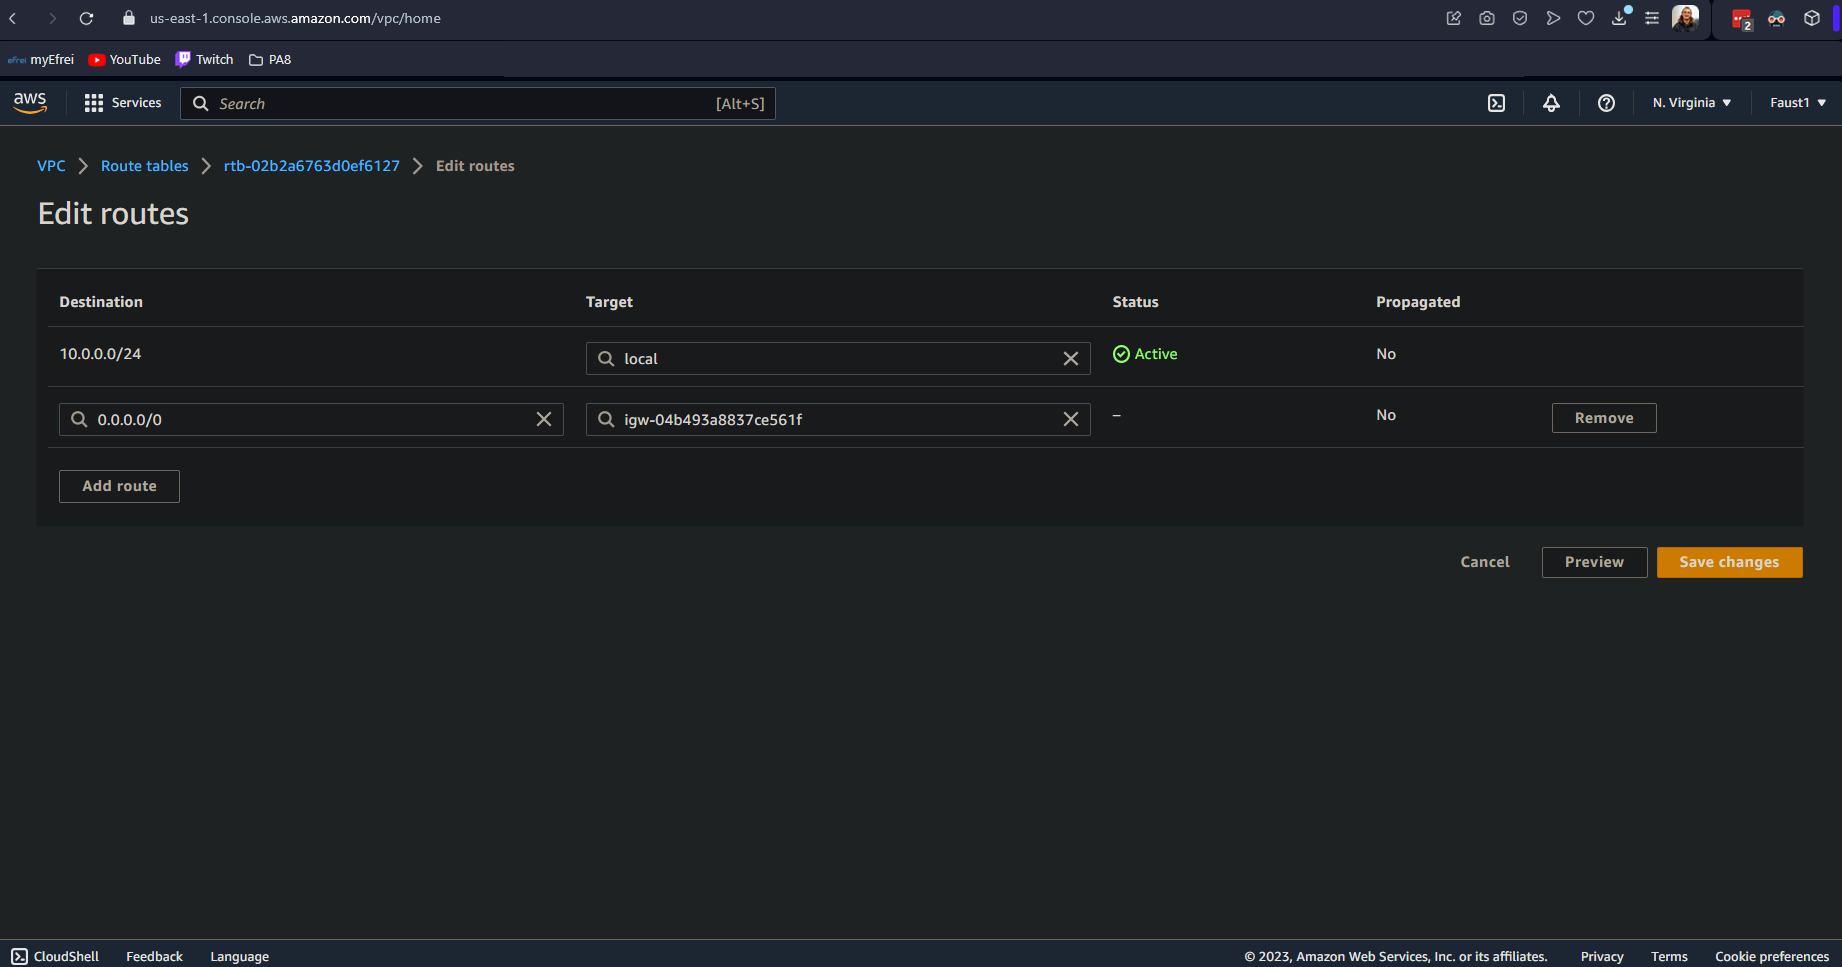 us-east-1.console.aws.amazon.com/vpc/home
2
efrei myEfrei YouTube Twitch PA8
aws Services Search [Alt+S] N. Virginia Faust1
VPC Route tables rtb-02b2a6763d0ef6127 Edit routes
Edit routes
Destination Target Status Propagated
10.0.0.0/24 local Active No
0.0.0.0/0 igw-04b493a8837ce561f – No Remove
Add route
Cancel Preview Save changes
CloudShell Feedback Language © 2023, Amazon Web Services, Inc. or its affiliates. Privacy Terms Cookie preferences